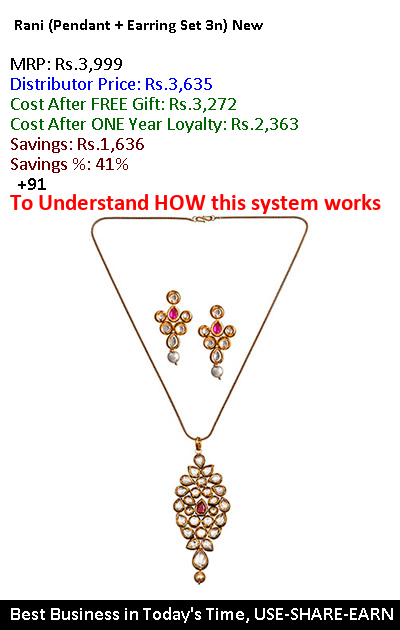 Rani (Pendant + Earring Set 3n) New
MRP: Rs.3,999
Distributor Price: Rs.3,635
Cost After FREE Gift: Rs.3,272
Cost After ONE Year Loyalty: Rs.2,363
Savings: Rs.1,636
Savings %: 41%
+91
To Understand HOW this system works
Best Business in Today's Time, USE-SHARE-EARN